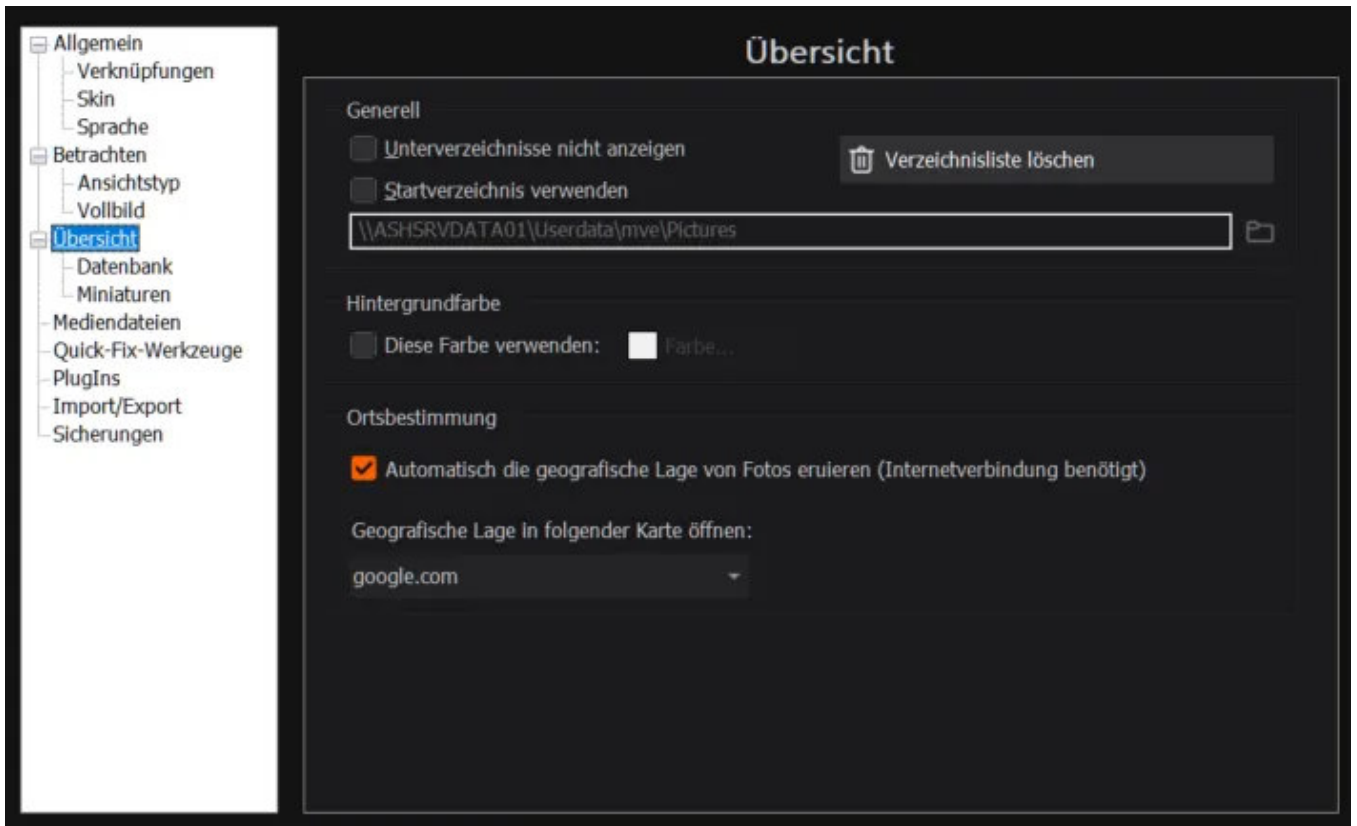 Allgemein
Verknüpfungen
Skin
Sprache
Betrachten
Ansichtstyp
Vollbild
Übersicht
Datenbank
Miniaturen
Mediendateien
Quick-Fix-Werkzeuge
PlugIns
Import/Export
Sicherungen
Übersicht
Generell
Unterverzeichnisse nicht anzeigen
Verzeichnisliste löschen
Startverzeichnis verwenden
\\ASHSRVDATA01\Userdata\mve\Pictures
Hintergrundfarbe
Diese Farbe verwenden:
Farbe...
Ortsbestimmung
Automatisch die geografische Lage von Fotos eruieren (Internetverbindung benötigt)
Geografische Lage in folgender Karte öffnen:
google.com